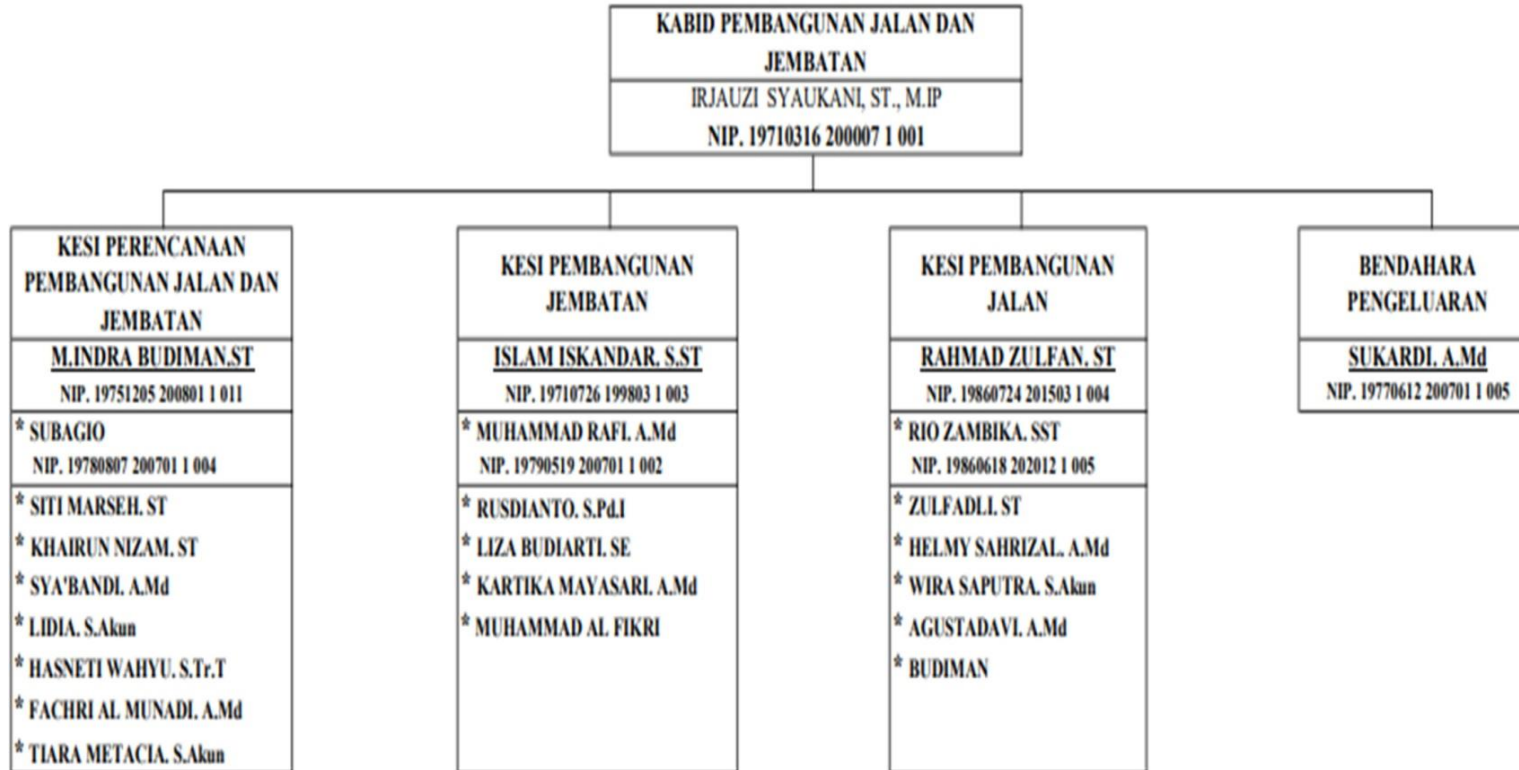 KABID PEMBANGUNAN JALAN DAN
JEMBATAN
IRJAUZI SYAUKANI, ST., M.IP
NIP. 19710316 200007 1 001
KESI PERENCANAAN
PEMBANGUNAN JALAN DAN
JEMBATAN
M.INDRA BUDIMAN.ST
NIP. 19751205 200801 1 011
* SUBAGIO
NIP. 19780807 200701 1 004
* SITI MARSEH. ST
* KHAIRUN NIZAM. ST
* SYA'BANDI. A.Md
* LIDIA. S.Akun
* HASNETI WAHYU. S.Tr.T
* FACHRI AL MUNADI. A.Md
* TIARA METACIA. S.Akun
KESI PEMBANGUNAN
JEMBATAN
ISLAM ISKANDAR. S.ST
NIP. 19710726 199803 1 003
* MUHAMMAD RAFI. A.Md
NIP. 19790519 200701 1 002
* RUSDIANTO. S.Pd.I
* LIZA BUDIARTI. SE
* KARTIKA MAYASARI. A.Md
* MUHAMMAD AL FIKRI
KESI PEMBANGUNAN
JALAN
RAHMAD ZULFAN. ST
NIP. 19860724 201503 1 004
* RIO ZAMBIKA. SST
NIP. 19860618 202012 1 005
* ZULFADLI. ST
* HELMY SAHRIZAL. A.Md
* WIRA SAPUTRA. S.Akun
* AGUSTADAVI. A.Md
* BUDIMAN
BENDAHARA
PENGELUARAN
SUKARDI. A.Md
NIP. 19770612 200701 1 005